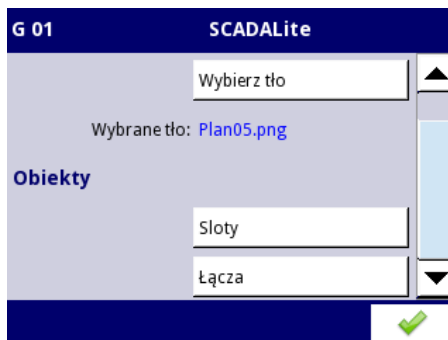 G 01 SCADALite
Wybierz tło
Wybrane tło: Plan05.png
Obiekty
Sloty
Łącza